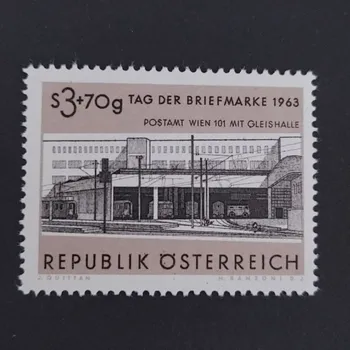 S3+70g TAG DER BRIEFMARKE 1963
POSTAMT WIEN 101 MIT GLEISHALLE
REPUBLIK ÖSTERREICH